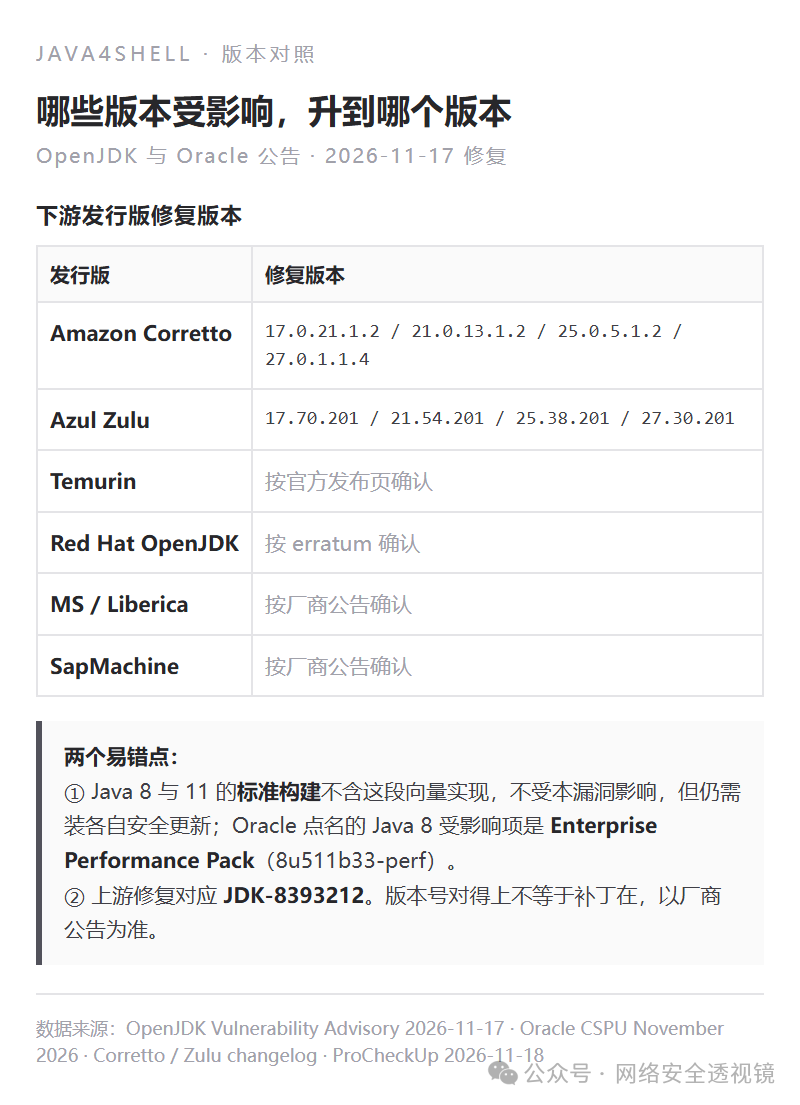 JAVA4SHELL · 版本对照
哪些版本受影响，升到哪个版本
OpenJDK 与 Oracle 公告 · 2026-11-17 修复
下游发行版修复版本
发行版 修复版本
Amazon Corretto 17.0.21.1.2 / 21.0.13.1.2 / 25.0.5.1.2 /
27.0.1.1.4
Azul Zulu 17.70.201 / 21.54.201 / 25.38.201 / 27.30.201
Temurin 按官方发布页确认
Red Hat OpenJDK 按 erratum 确认
MS / Liberica 按厂商公告确认
SapMachine 按厂商公告确认
两个易错点：
① Java 8 与 11 的标准构建不含这段向量实现，不受本漏洞影响，但仍需
装各自安全更新；Oracle 点名的 Java 8 受影响项是 Enterprise
Performance Pack（8u511b33-perf）。
② 上游修复对应 JDK-8393212。版本号对得上不等于补丁在，以厂商
公告为准。
数据来源：OpenJDK Vulnerability Advisory 2026-11-17 · Oracle CSPU November
2026 · Corretto / Zulu changelog · ProCheckUp 2026-11-18
公众号 · 网络安全透视镜